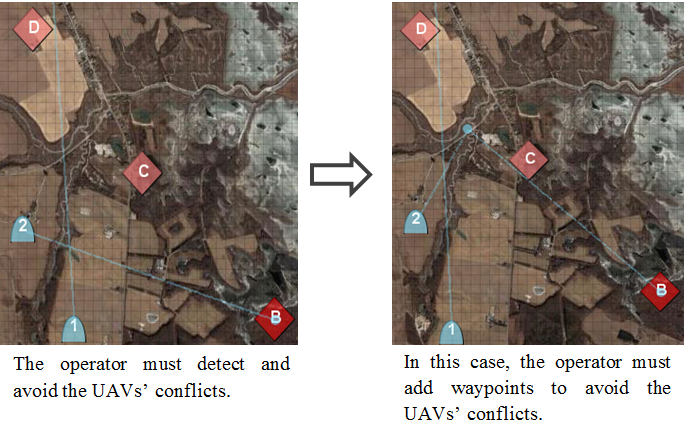 D
C
2
1
B
The operator must detect and
avoid the UAVs’ conflicts.
D
C
2
B
1
In this case, the operator must
add waypoints to avoid the
UAVs’ conflicts.